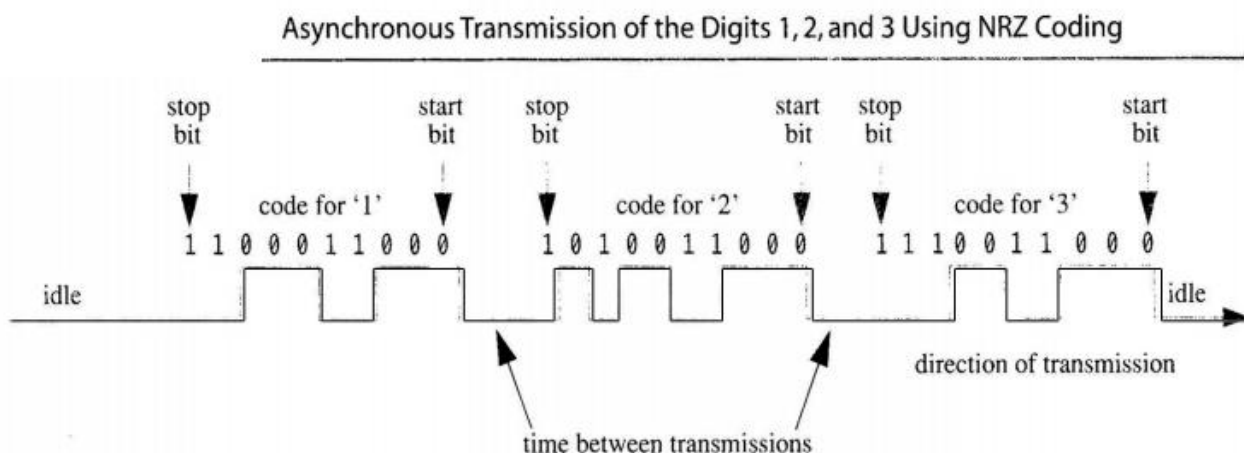 Asynchronous Transmission of the Digits 1, 2, and 3 Using NRZ Coding
stop bit
start bit
stop bit
start bit
stop bit
start bit
code for ‘1’
code for ‘2’
code for ‘3’
1 1 0 0 0 1 1 0 0 0
1 0 1 0 0 1 1 0 0 0
1 1 1 0 0 1 1 0 0 0
idle
idle
direction of transmission
time between transmissions